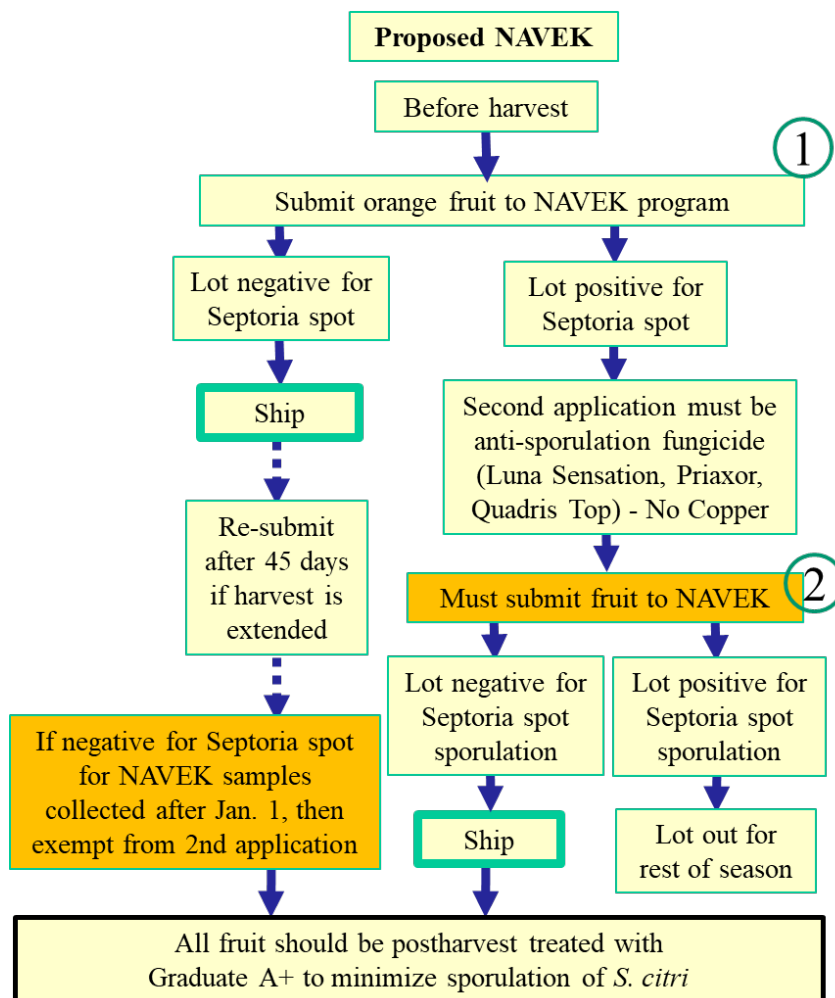 Proposed NAVEK
Before harvest
1
Submit orange fruit to NAVEK program
Lot negative for
Septoria spot
Ship
Re-submit
after 45 days
if harvest is
extended
If negative for Septoria spot
for NAVEK samples
collected after Jan. 1, then
exempt from 2nd application
Lot positive for
Septoria spot
Second application must be
anti-sporulation fungicide
(Luna Sensation, Priaxor,
Quadris Top) - No Copper
2
Must submit fruit to NAVEK
Lot negative for
Septoria spot
sporulation
Ship
Lot positive for
Septoria spot
sporulation
Lot out for
rest of season
All fruit should be postharvest treated with
Graduate A+ to minimize sporulation of S. citri